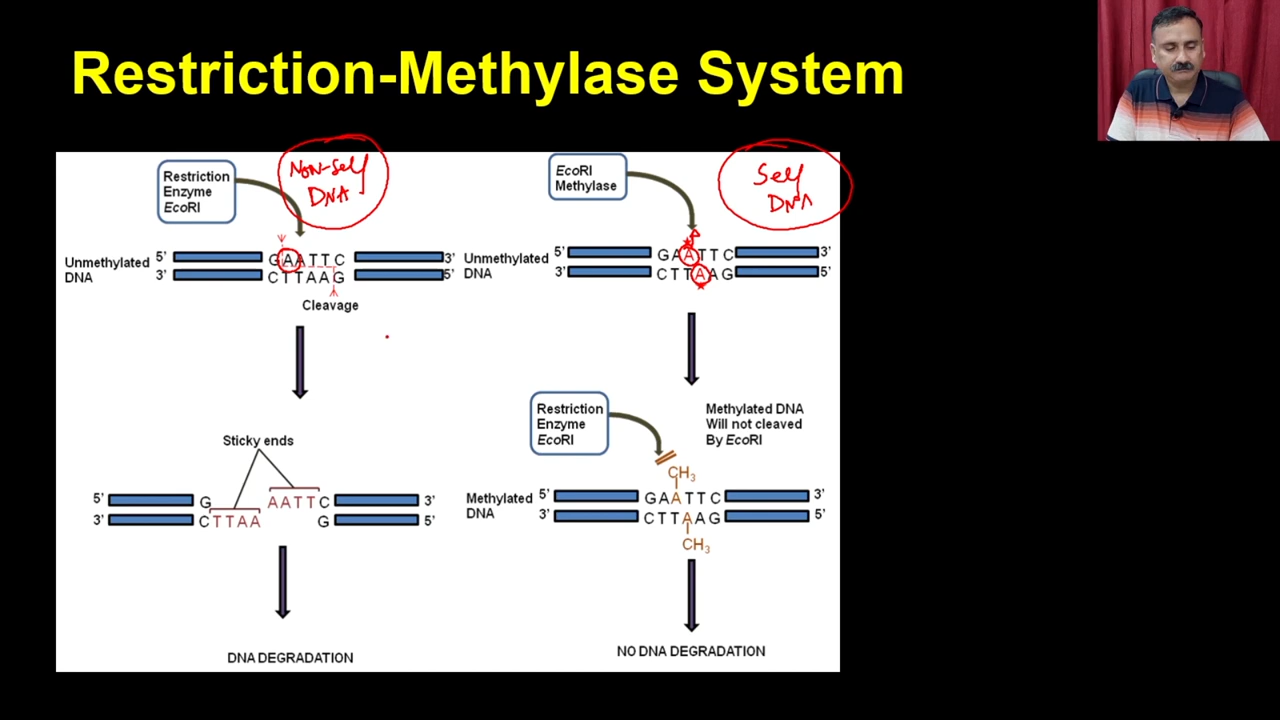 Restriction-Methylase System
Restriction
Enzyme
EcoRI
Non-Self
DNA
Unmethylated
DNA
5’
3’
GAATTC
CTTAAG
3’
5’
Cleavage
Sticky ends
5’
3’
G
CTTAA
AATTC
G
3’
5’
DNA DEGRADATION
EcoRI
Methylase
Self
DNA
Unmethylated
DNA
5’
3’
GAATTC
CTTAAG
3’
5’
Restriction
Enzyme
EcoRI
Methylated DNA
Will not cleaved
By EcoRI
CH3
Methylated
DNA
5’
3’
GAATTC
CTTAAG
3’
5’
CH3
NO DNA DEGRADATION